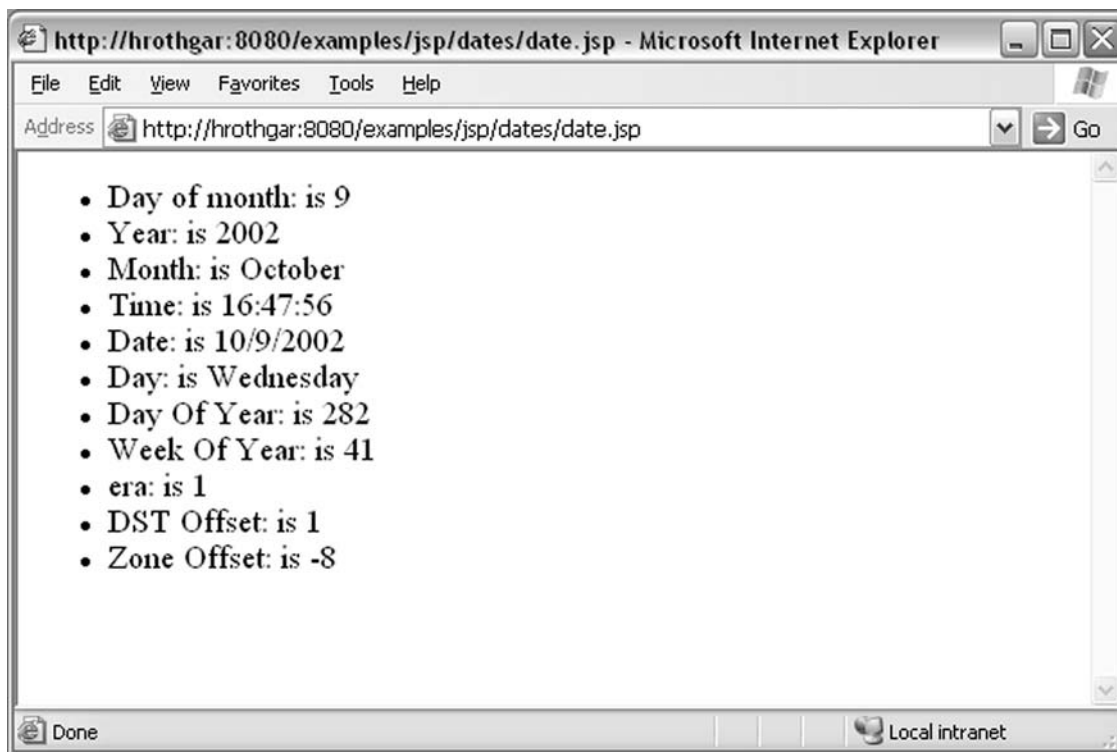 http://hrothgar:8080/examples/jsp/dates/date.jsp - Microsoft Internet Explorer
File Edit View Favorites Tools Help
Address http://hrothgar:8080/examples/jsp/dates/date.jsp Go
• Day of month: is 9
• Year: is 2002
• Month: is October
• Time: is 16:47:56
• Date: is 10/9/2002
• Day: is Wednesday
• Day Of Year: is 282
• Week Of Year: is 41
• era: is 1
• DST Offset: is 1
• Zone Offset: is -8
Done Local intranet